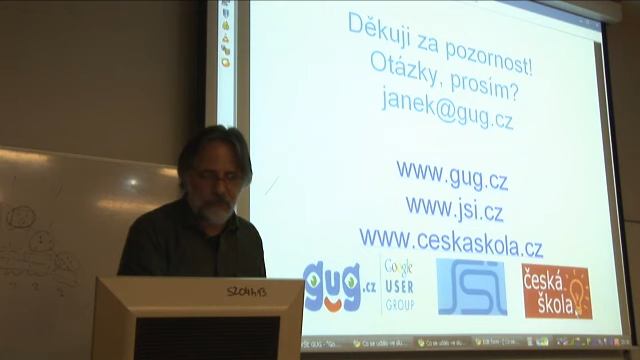 Děkuji za pozornost!
Otázky, prosím?
janek@gug.cz
www.gug.cz
www.jsi.cz
www.ceskaskola.cz
gug.cz
Google
USER
GROUP
JSI
česká
škola